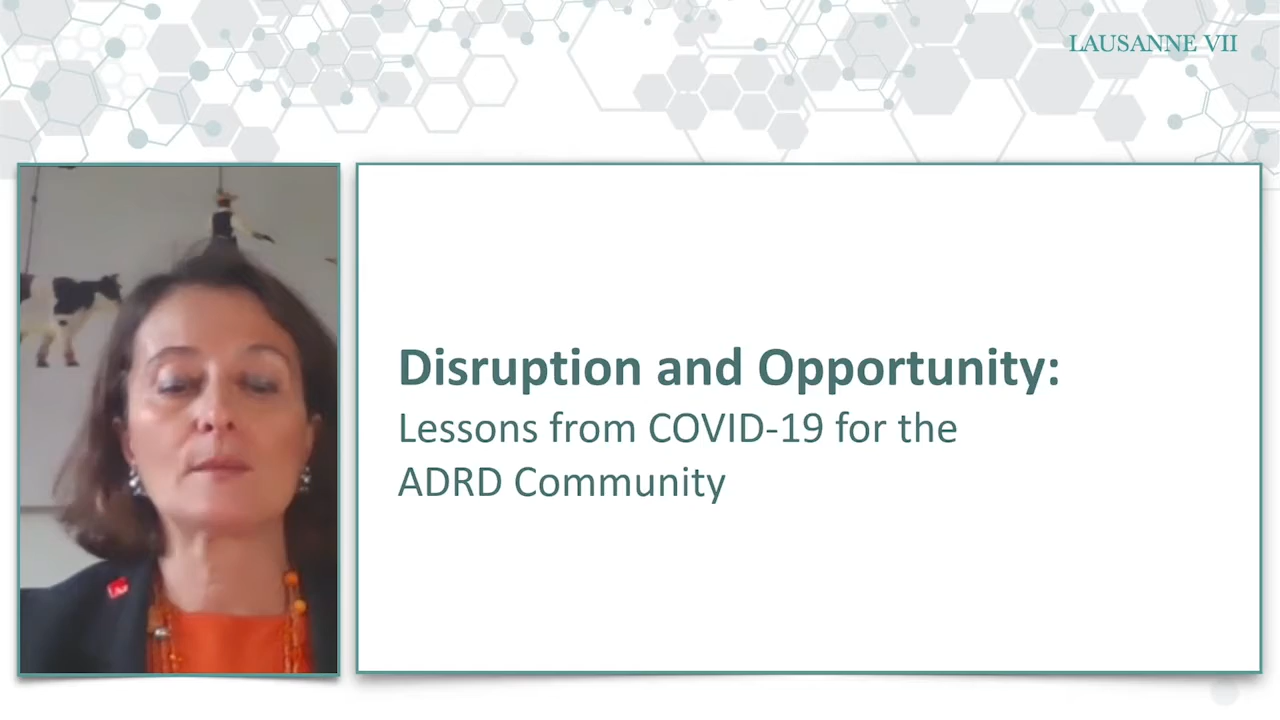 LAUSANNE VII
Disruption and Opportunity:
Lessons from COVID-19 for the
ADRD Community